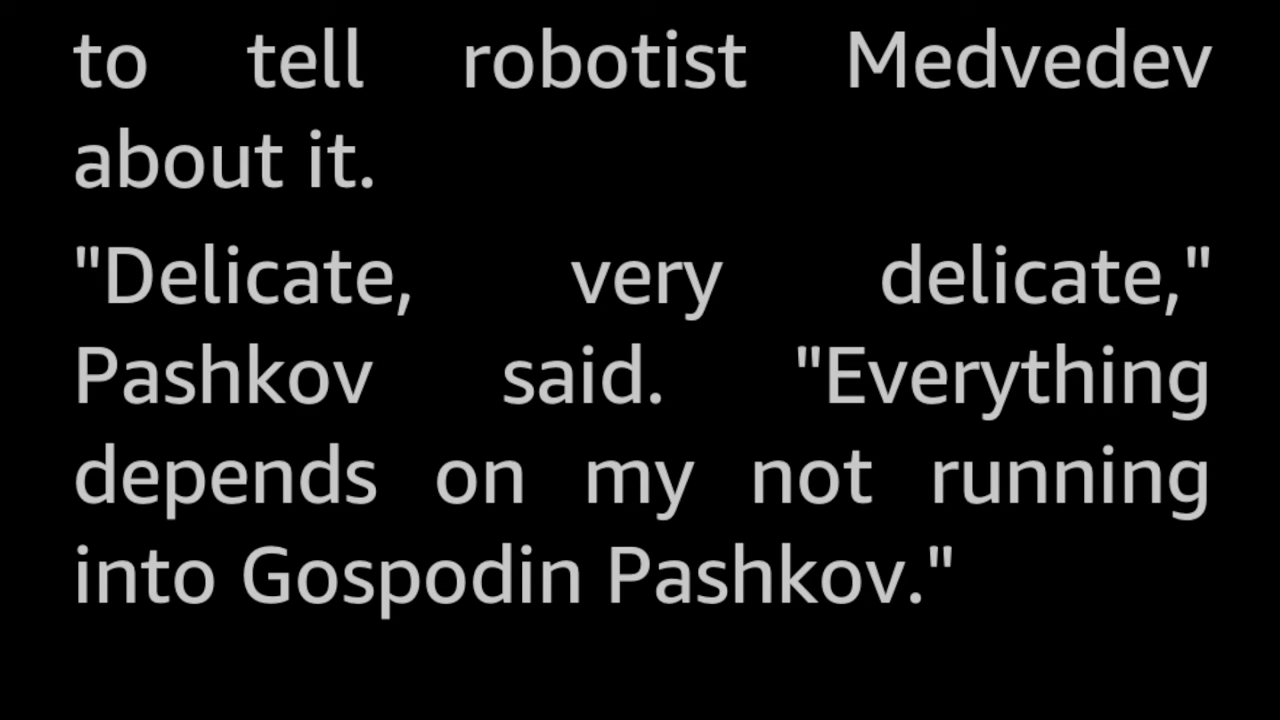 to tell robotist Medvedev
about it.
"Delicate, very delicate,"
Pashkov said. "Everything
depends on my not running
into Gospodin Pashkov."